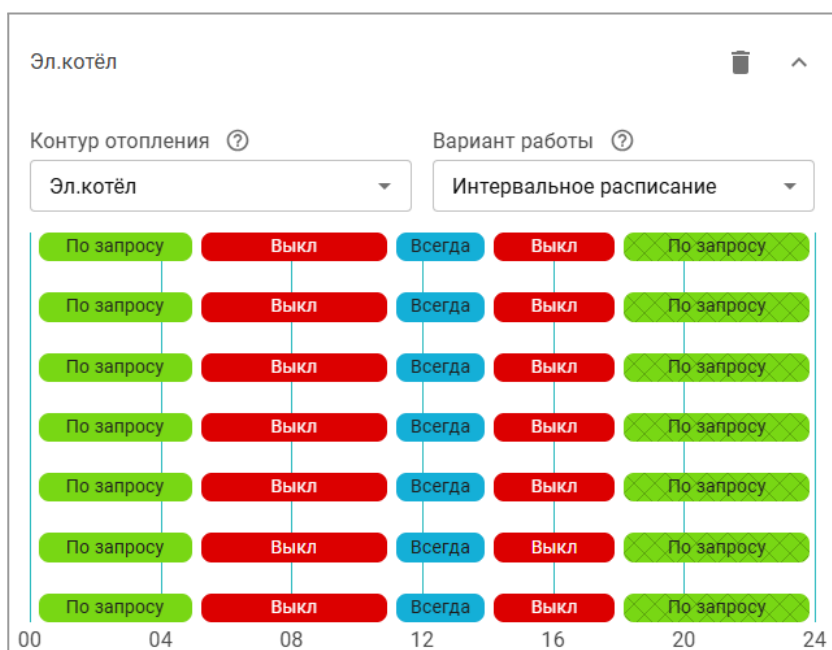 Эл.котёл
Контур отопления ? Вариант работы ?
Эл.котёл Интервальное расписание
По запросу Выкл Всегда Выкл По запросу
По запросу Выкл Всегда Выкл По запросу
По запросу Выкл Всегда Выкл По запросу
По запросу Выкл Всегда Выкл По запросу
По запросу Выкл Всегда Выкл По запросу
По запросу Выкл Всегда Выкл По запросу
По запросу Выкл Всегда Выкл По запросу
00 04 08 12 16 20 24